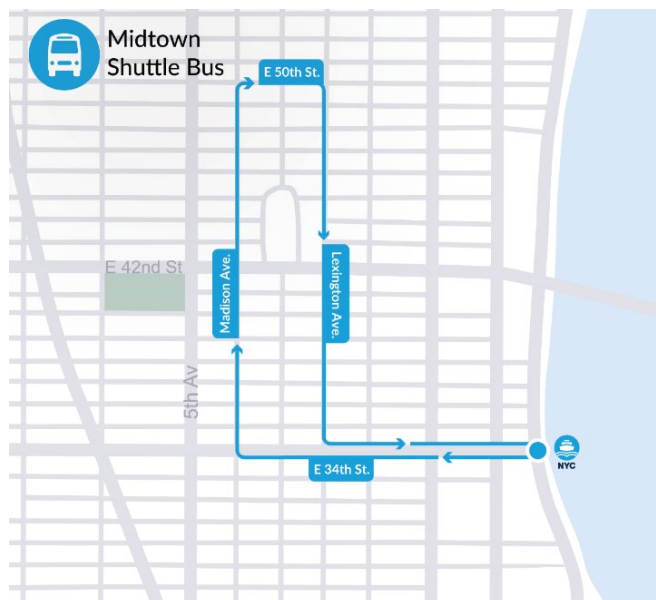 Midtown
Shuttle Bus
E 50th St.
E 42nd St
Madison Ave.
Lexington Ave.
5th Av
E 34th St.
NYC